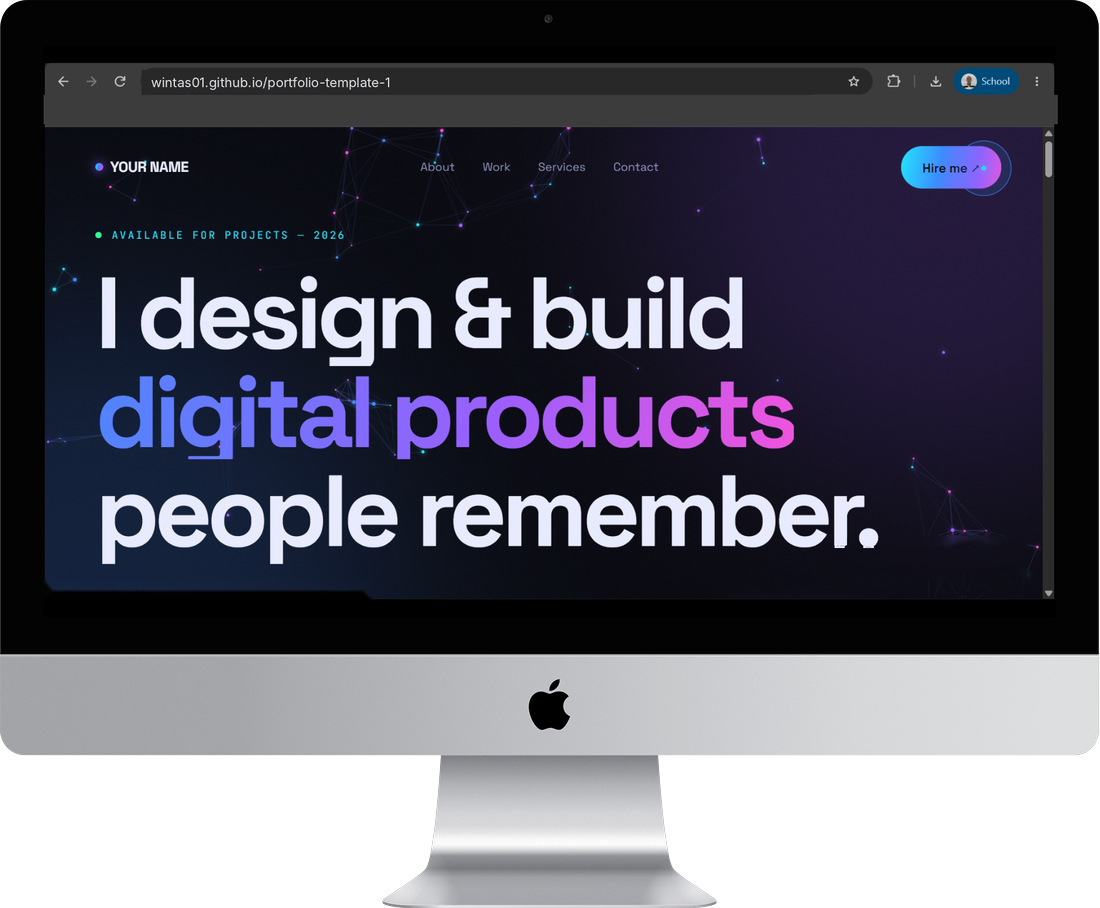 wintas01.github.io/portfolio-template-1
School
YOUR NAME
About Work Services Contact
Hire me ↗
AVAILABLE FOR PROJECTS — 2026
I design & build
digital products
people remember.